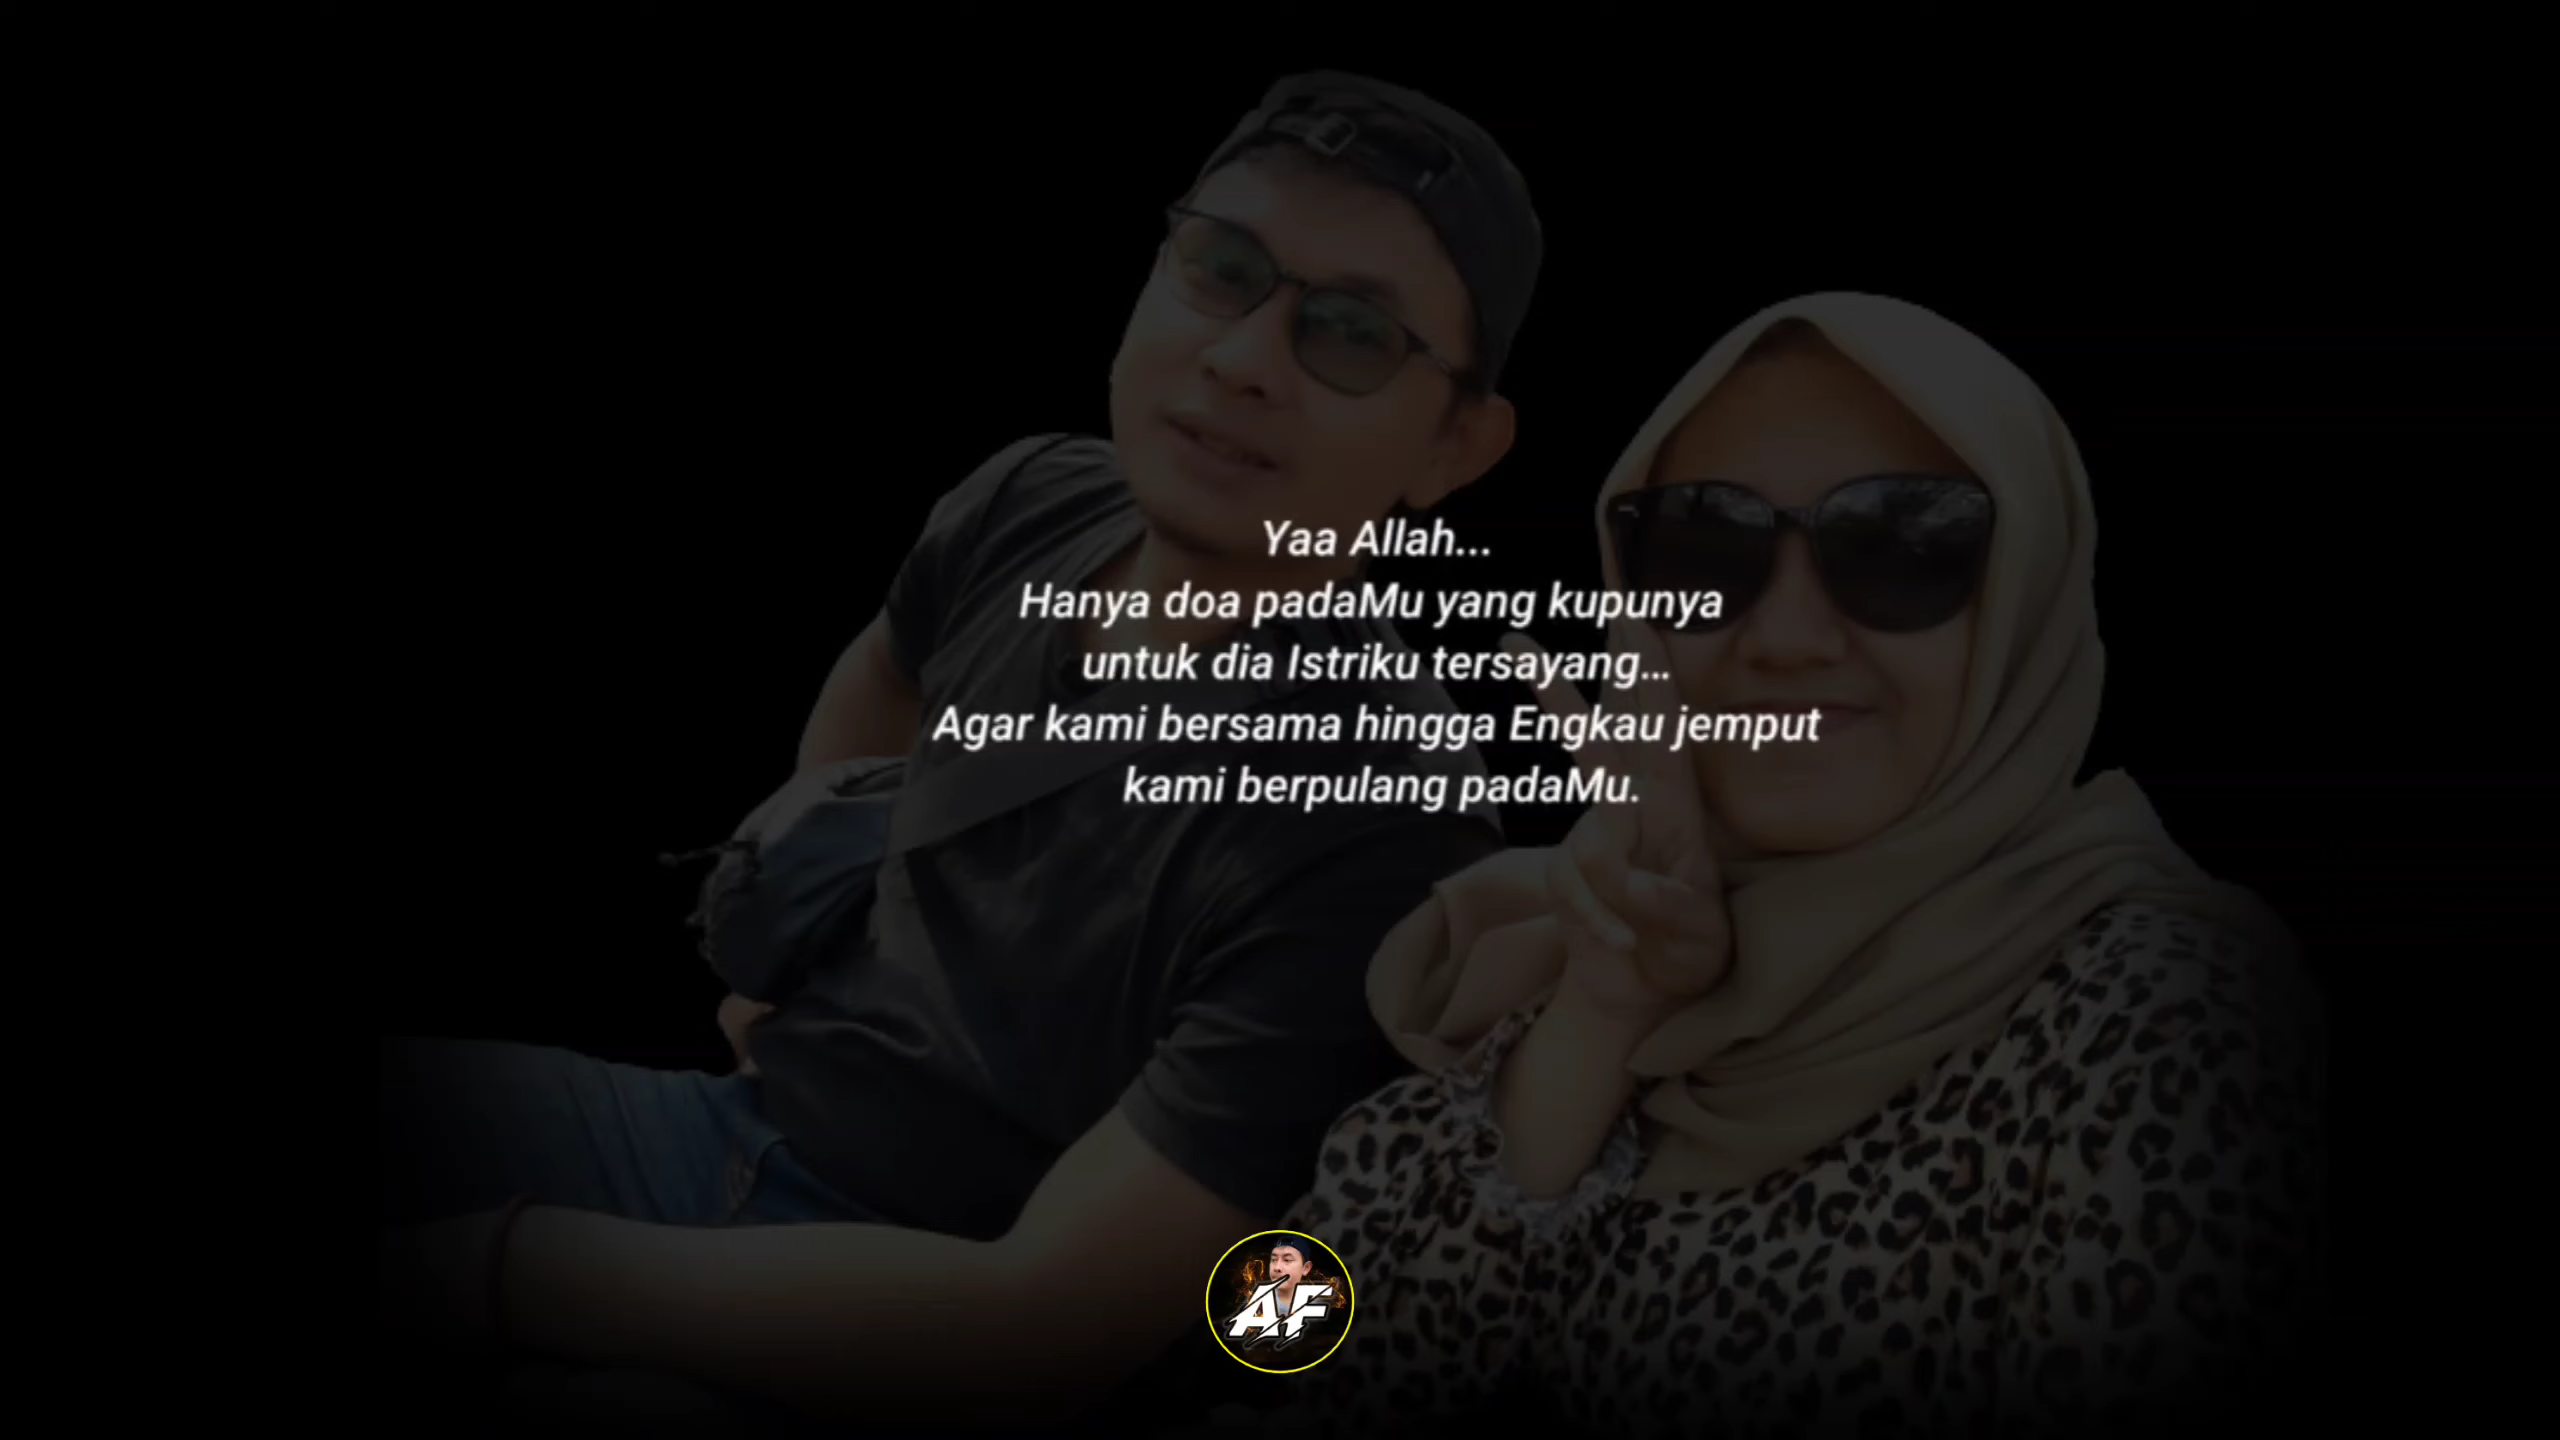 Yaa Allah...
Hanya doa padaMu yang kupunya
untuk dia Istriku tersayang...
Agar kami bersama hingga Engkau jemput
kami berpulang padaMu.
AF